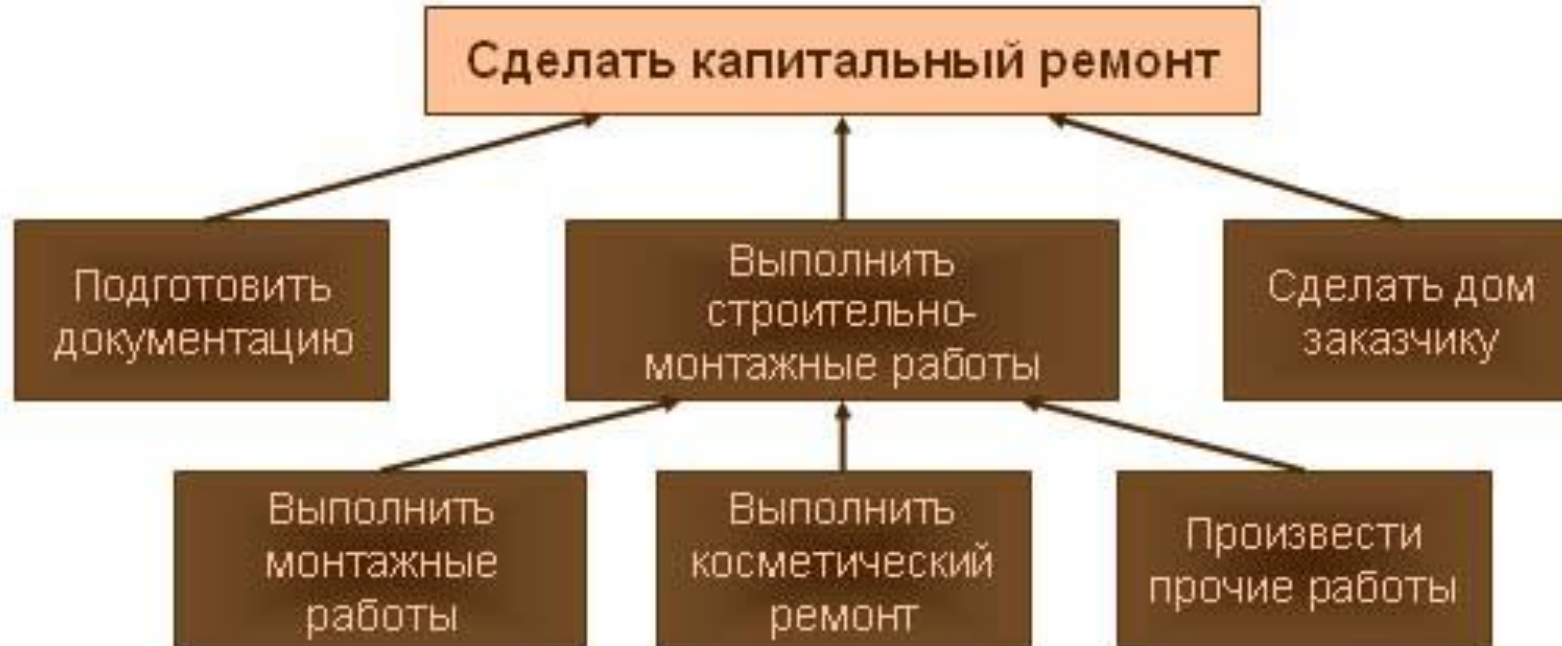 Сделать капитальный ремонт
Подготовить
документацию
Выполнить
строительно-
монтажные работы
Сделать дом
заказчику
Выполнить
монтажные
работы
Выполнить
косметический
ремонт
Произвести
прочие работы